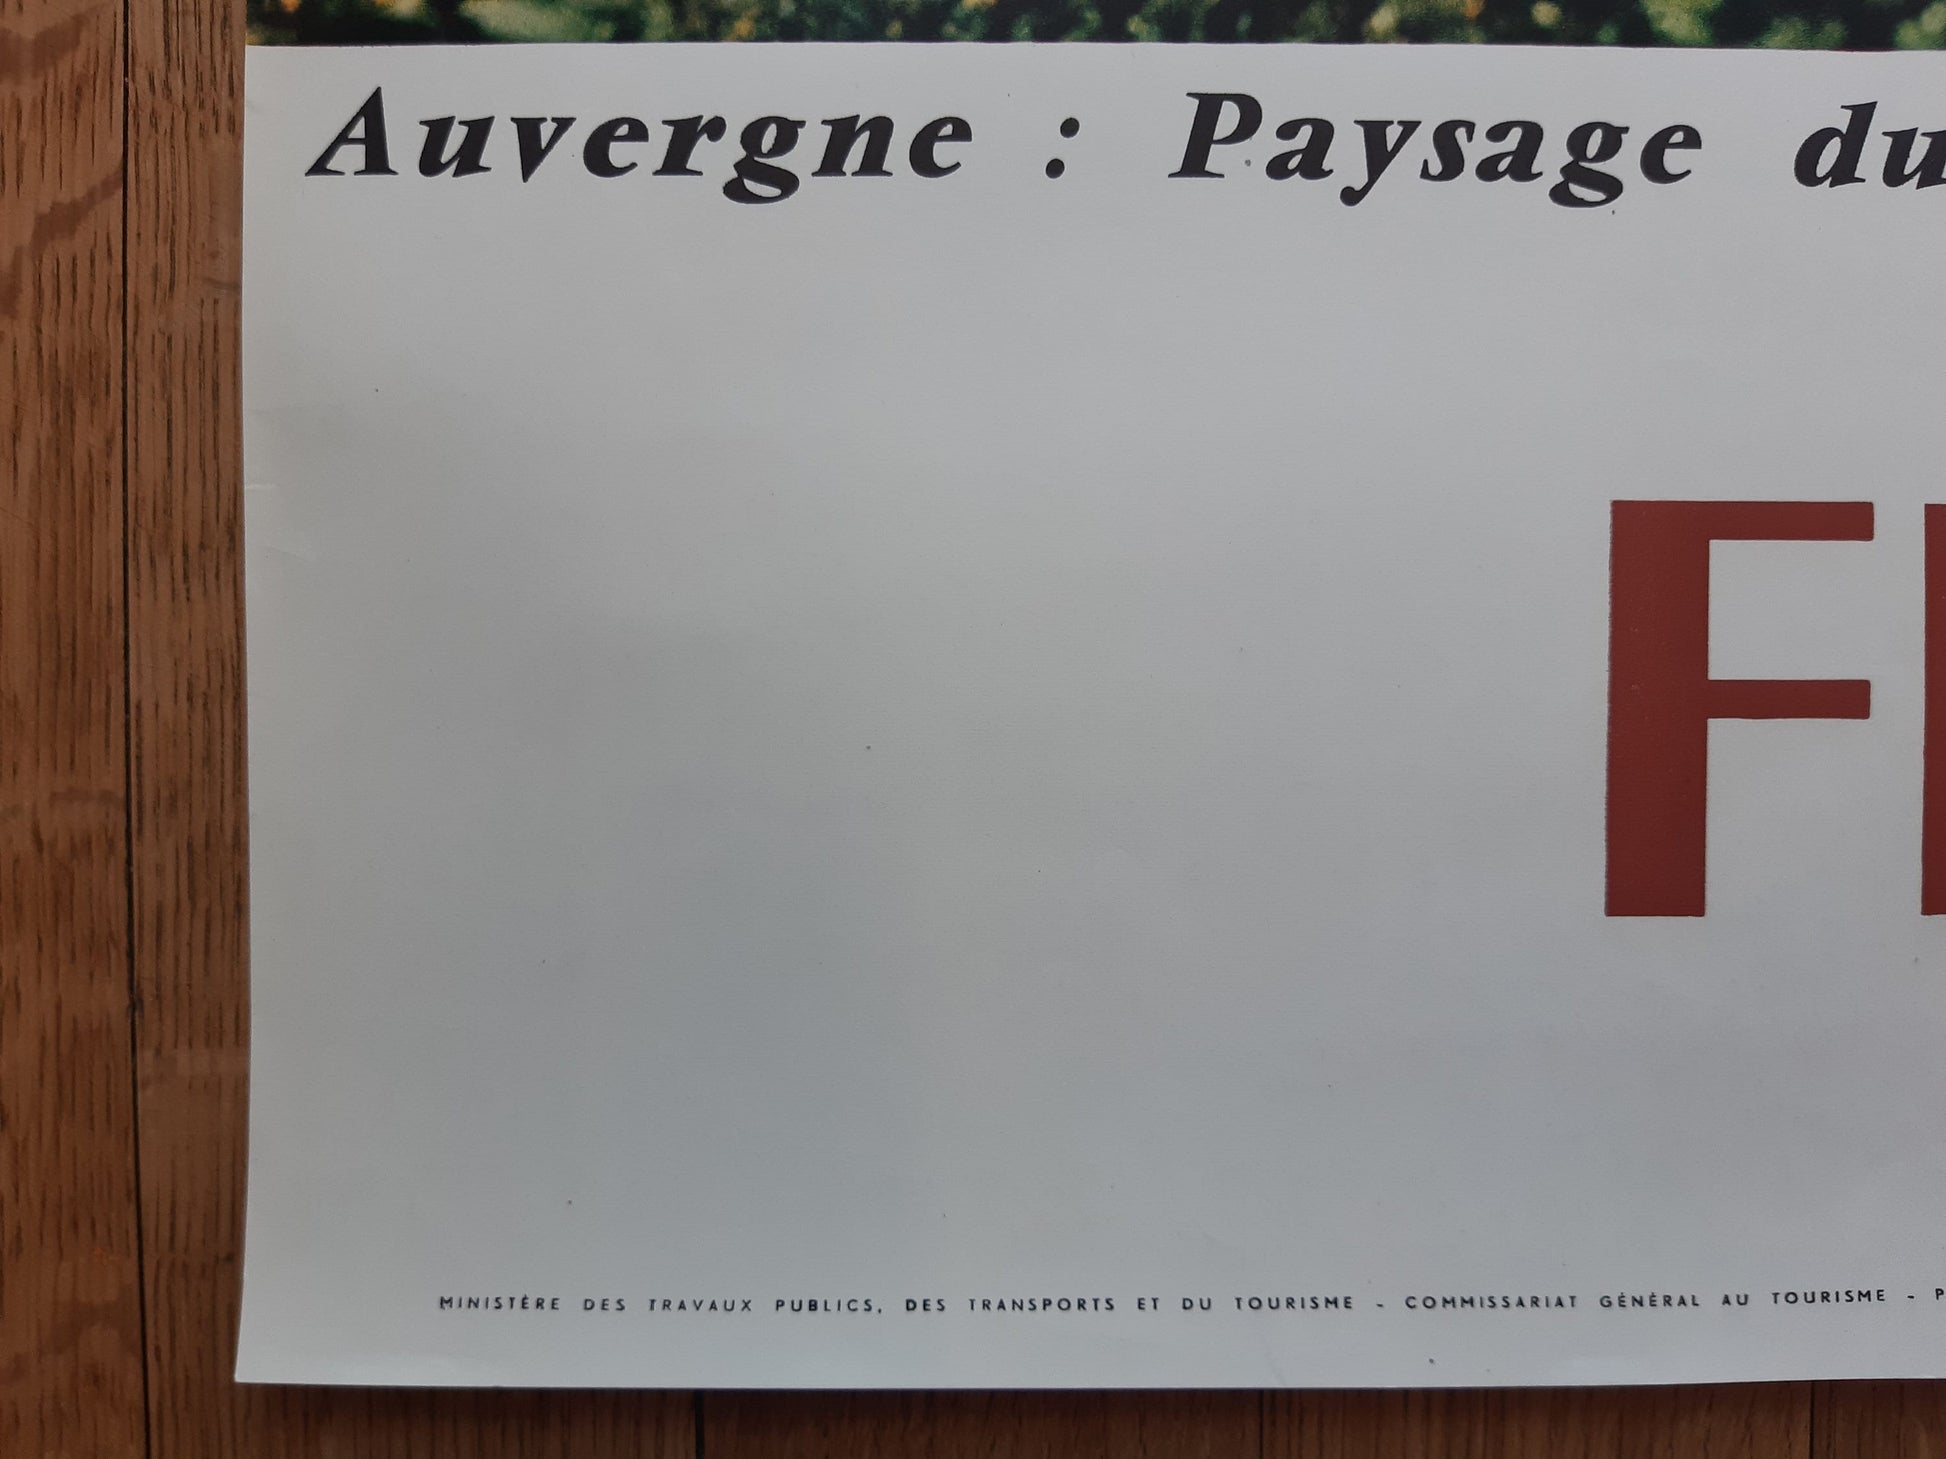 Auvergne : Paysage du
F
MINISTÈRE DES TRAVAUX PUBLICS, DES TRANSPORTS ET DU TOURISME - COMMISSARIAT GÉNÉRAL AU TOURISME - P